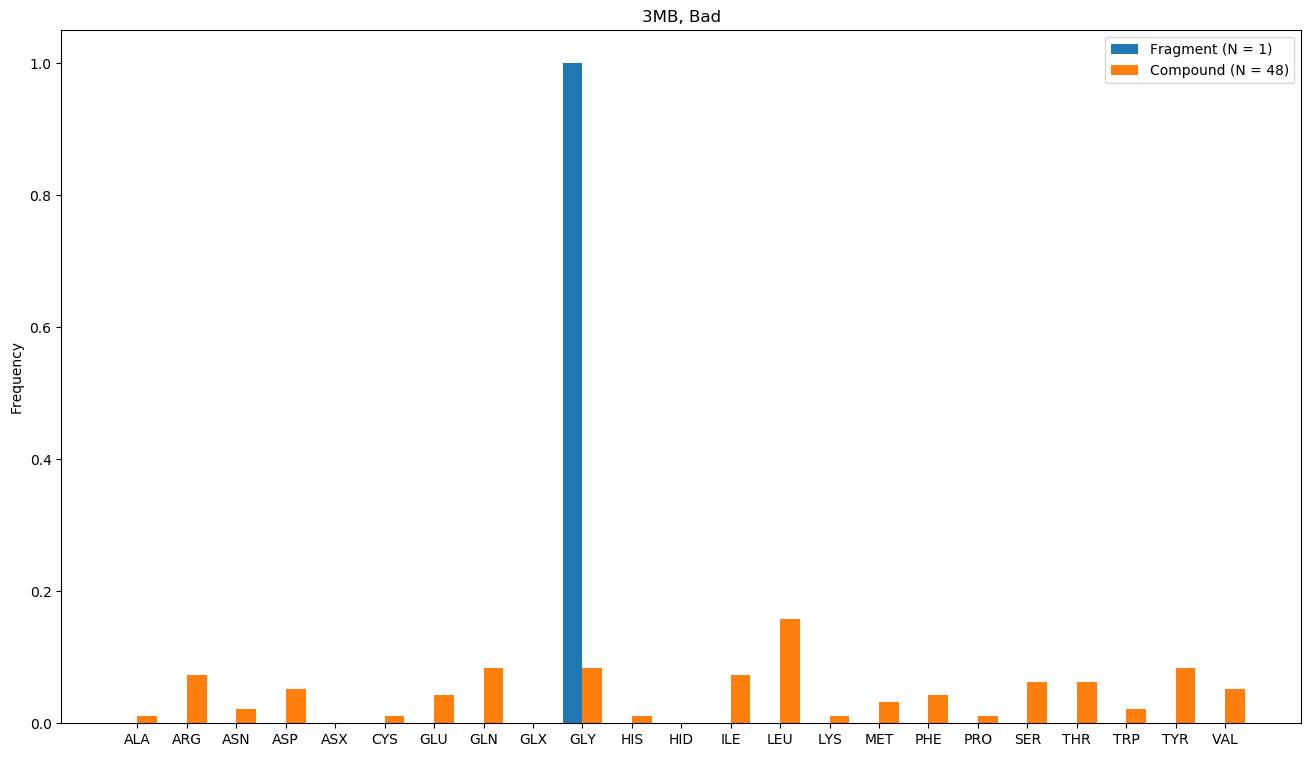 3MB, Bad
Fragment (N = 1)
Compound (N = 48)
1.0
0.8
0.6
0.4
0.2
0.0
Frequency
ALA ARG ASN ASP ASX CYS GLU GLN GLX GLY HIS HID ILE LEU LYS MET PHE PRO SER THR TRP TYR VAL